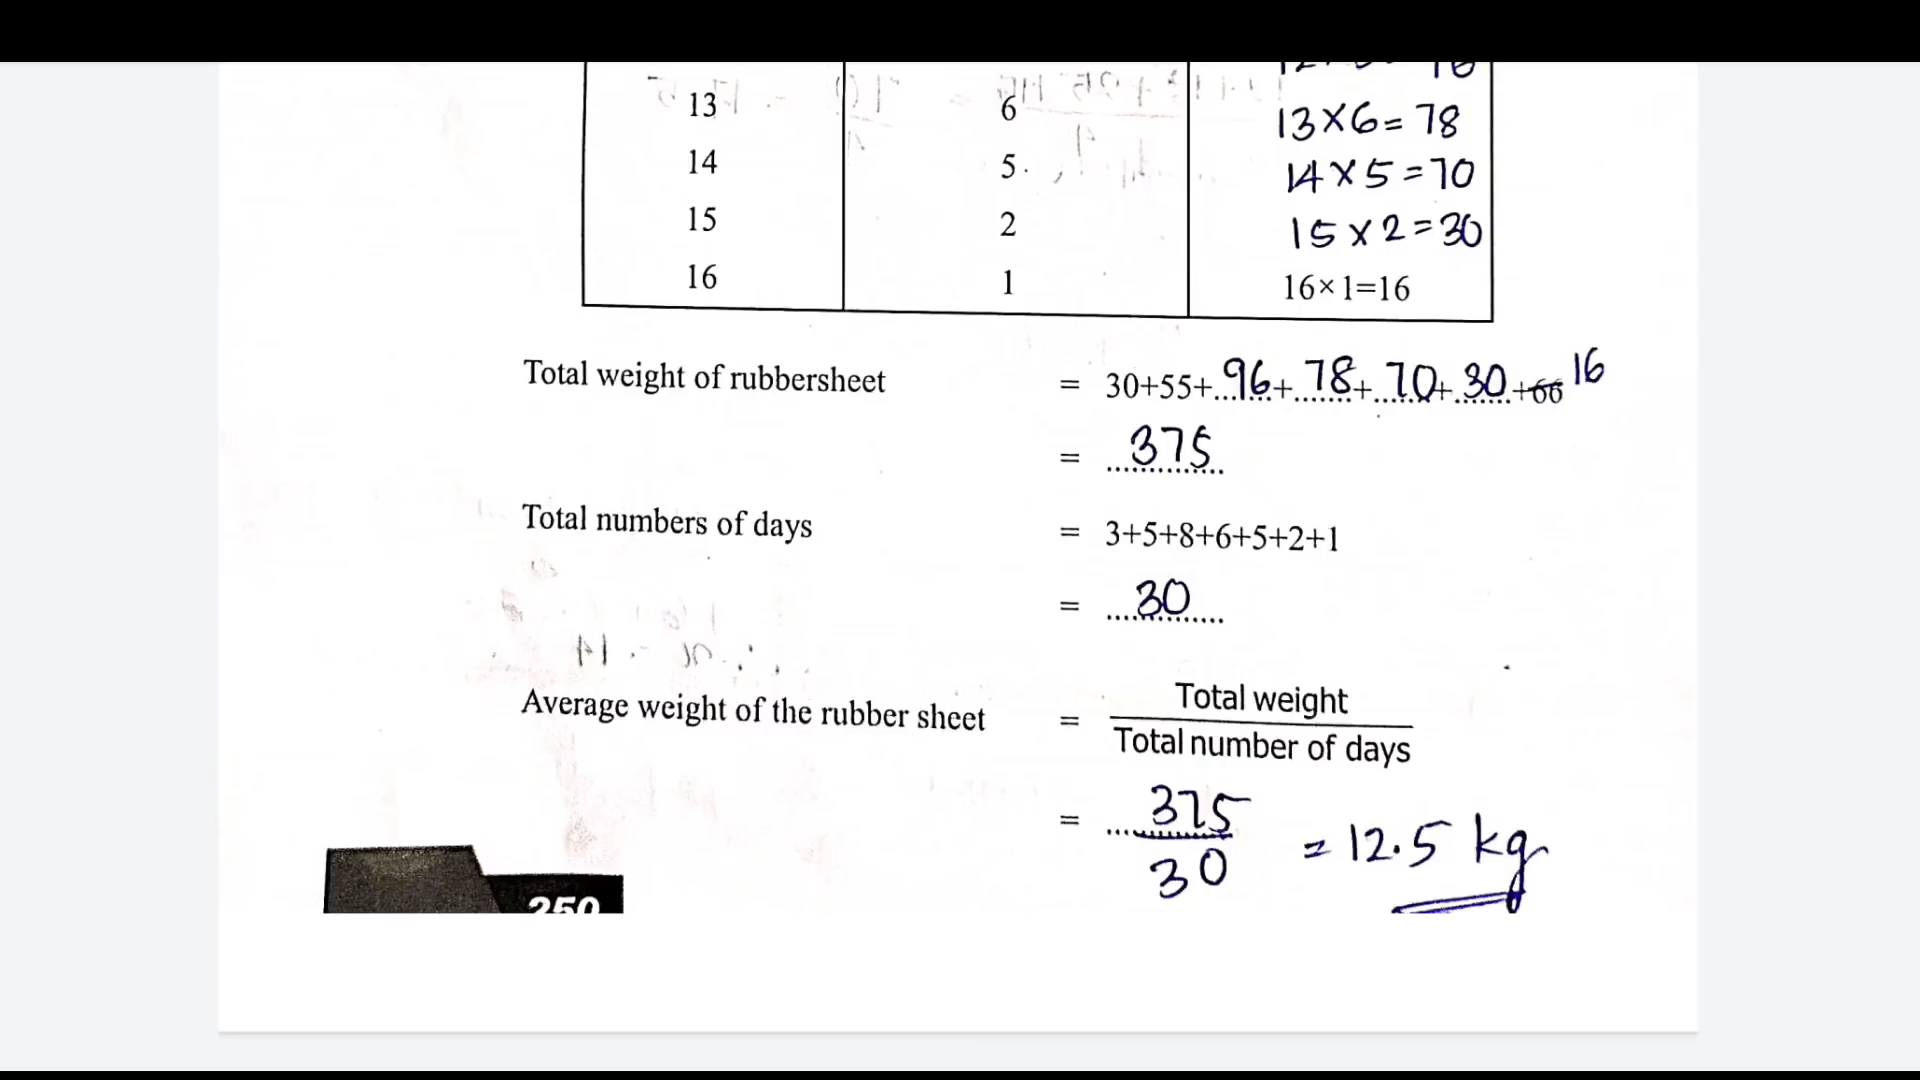 13 6 13×6=78
14 5. 14×5=70
15 2 15×2=30
16 1 16×1=16
Total weight of rubbersheet = 30+55+...96...+...78...+...70...+...30...+66 16
= ...375...
Total numbers of days = 3+5+8+6+5+2+1
= ...30...
Average weight of the rubber sheet = Total weight
Total number of days
= ...375... = 12.5 kg
30
250